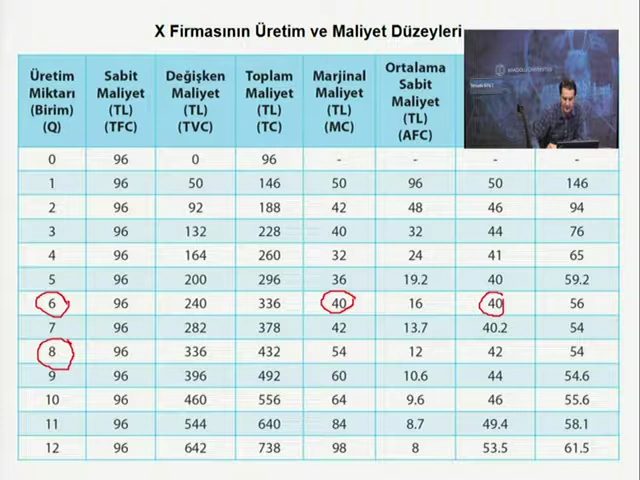 X Firmasının Üretim ve Maliyet Düzeyleri
ANADOLU ÜNİVERSİTESİ
Üretim Miktarı (Birim) (Q) Sabit Maliyet (TL) (TFC) Değişken Maliyet (TL) (TVC) Toplam Maliyet (TL) (TC) Marjinal Maliyet (TL) (MC) Ortalama Sabit Maliyet (TL) (AFC)
0 96 0 96 - - - -
1 96 50 146 50 96 50 146
2 96 92 188 42 48 46 94
3 96 132 228 40 32 44 76
4 96 164 260 32 24 41 65
5 96 200 296 36 19.2 40 59.2
6 96 240 336 40 16 40 56
7 96 282 378 42 13.7 40.2 54
8 96 336 432 54 12 42 54
9 96 396 492 60 10.6 44 54.6
10 96 460 556 64 9.6 46 55.6
11 96 544 640 84 8.7 49.4 58.1
12 96 642 738 98 8 53.5 61.5